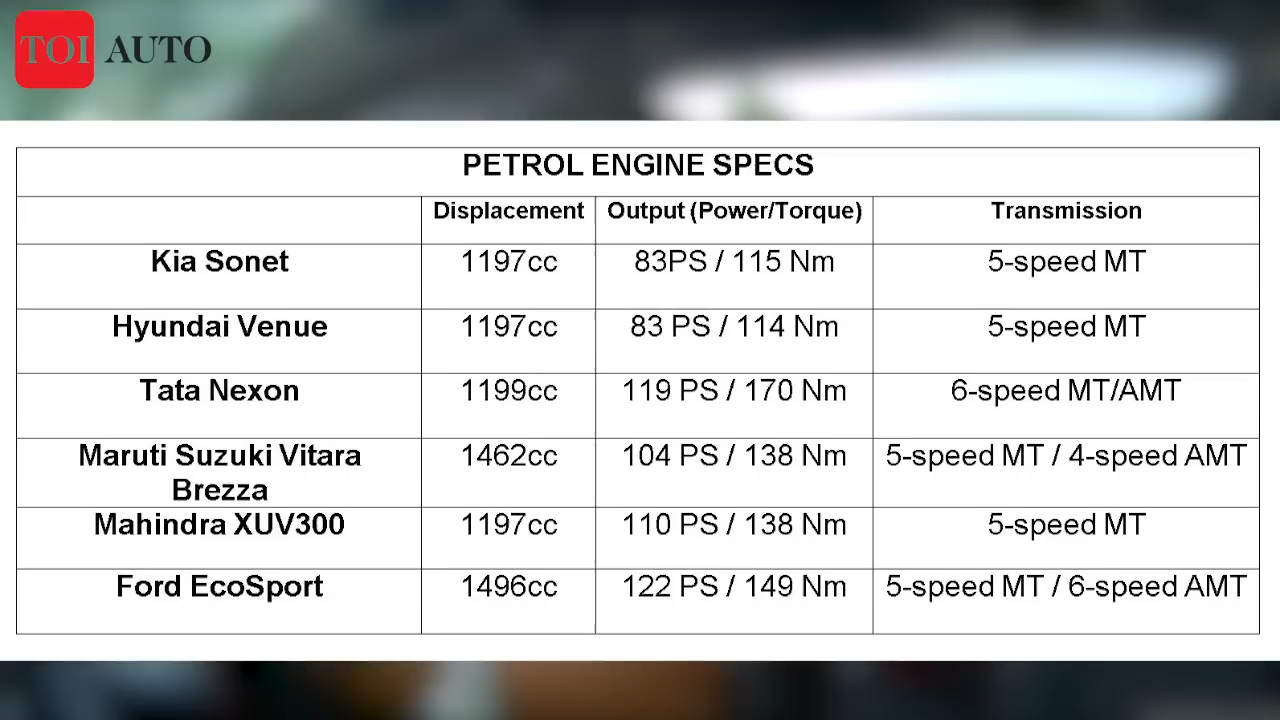 TOI AUTO
PETROL ENGINE SPECS
Displacement Output (Power/Torque) Transmission
Kia Sonet 1197cc 83PS / 115 Nm 5-speed MT
Hyundai Venue 1197cc 83 PS / 114 Nm 5-speed MT
Tata Nexon 1199cc 119 PS / 170 Nm 6-speed MT/AMT
Maruti Suzuki Vitara 1462cc 104 PS / 138 Nm 5-speed MT / 4-speed AMT
Brezza
Mahindra XUV300 1197cc 110 PS / 138 Nm 5-speed MT
Ford EcoSport 1496cc 122 PS / 149 Nm 5-speed MT / 6-speed AMT